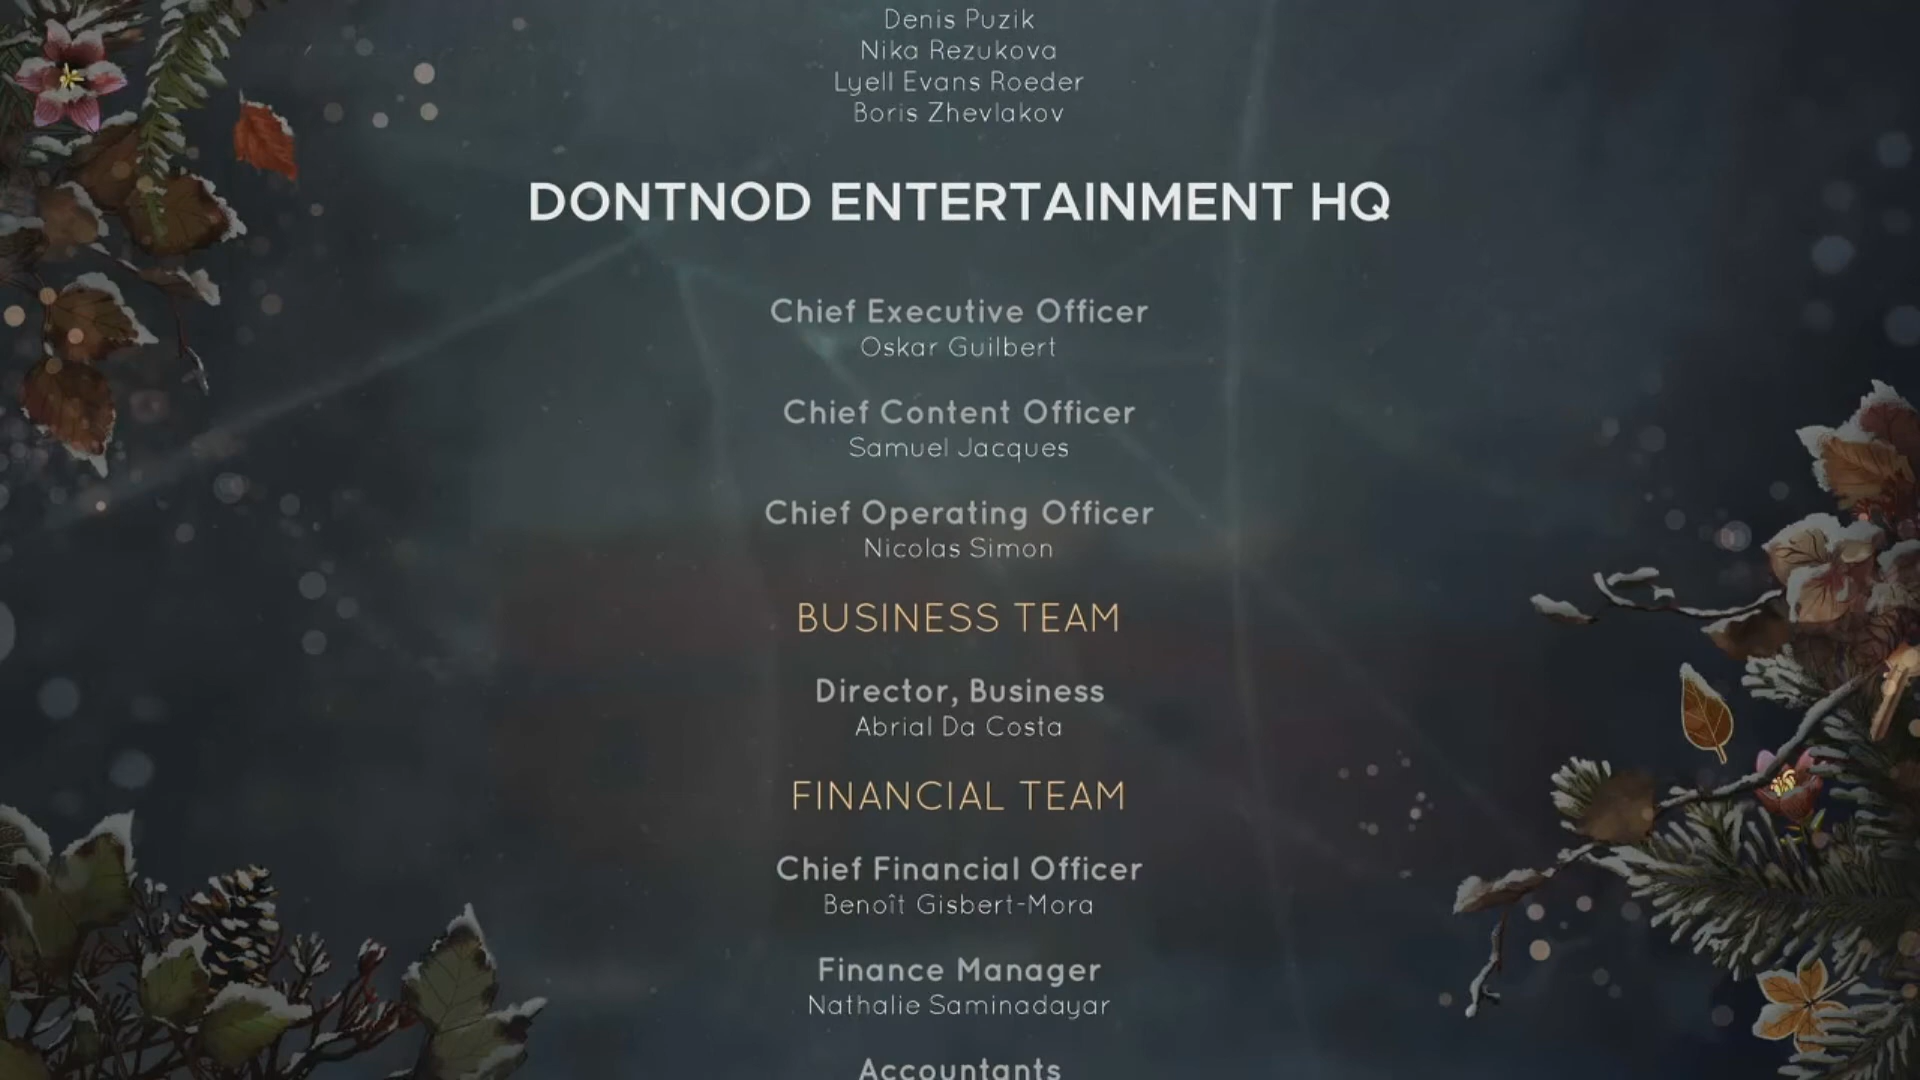 Denis Puzik
Nika Rezukova
Lyell Evans Roeder
Boris Zhevlakov
DONTNOD ENTERTAINMENT HQ
Chief Executive Officer
Oskar Guilbert
Chief Content Officer
Samuel Jacques
Chief Operating Officer
Nicolas Simon
BUSINESS TEAM
Director, Business
Abrial Da Costa
FINANCIAL TEAM
Chief Financial Officer
Benoît Gisbert-Mora
Finance Manager
Nathalie Saminadayar
Accountants